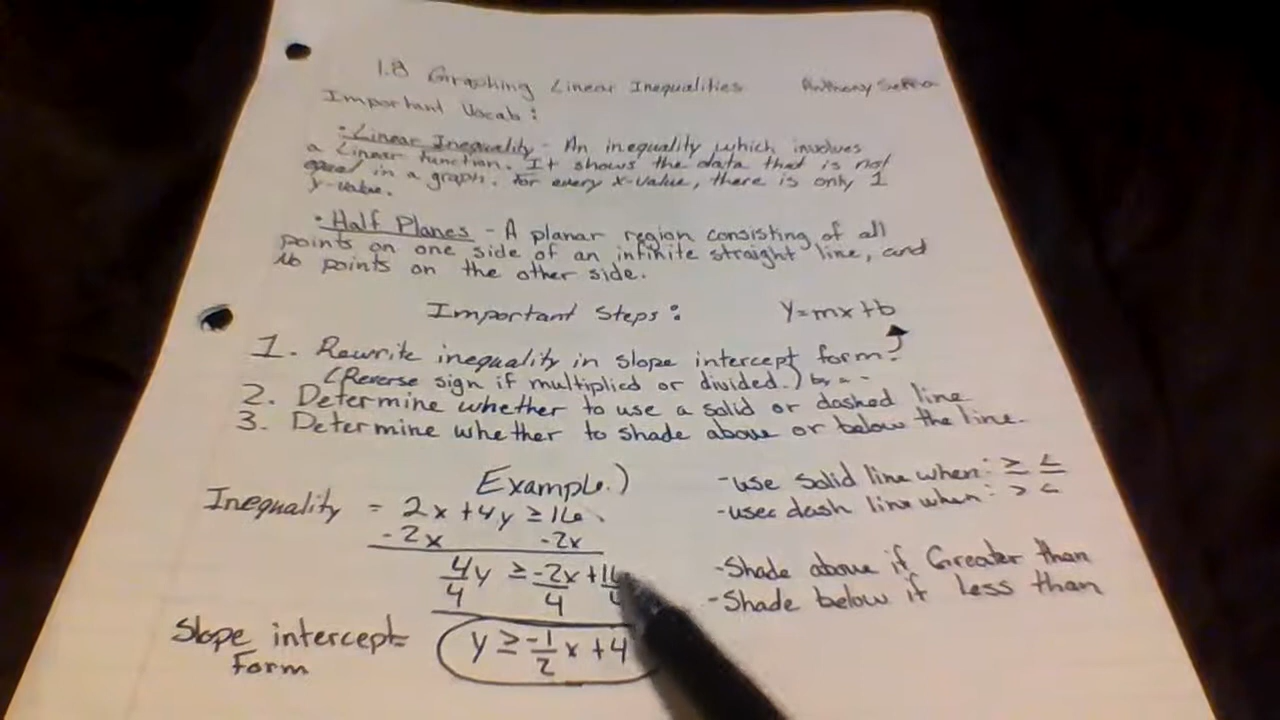 1.8 Graphing Linear Inequalities Anthony
Important Vocab:
• Linear Inequality - An inequality which involves
a Linear function. It shows the data that is not
equal in a graph. For every x-value, there is only 1
y-value.
• Half Planes - A planar region consisting of all
points on one side of an infinite straight line, and
No points on the other side.
Important Steps: Y=mx+b
1. Rewrite inequality in slope intercept form?
(Reverse sign if multiplied or divided.) by a -
2. Determine whether to use a solid or dashed line
3. Determine whether to shade above or below the line.
Example.)
Inequality = 2x+4y ≥ 16
-2x -2x
4y ≥ -2x + 16
4 4 4
Slope intercept= y ≥ -1/2 x + 4
Form
-use Solid line when: ≥ ≤
-use dash line when: > <
-Shade above if Greater than
-Shade below if Less than